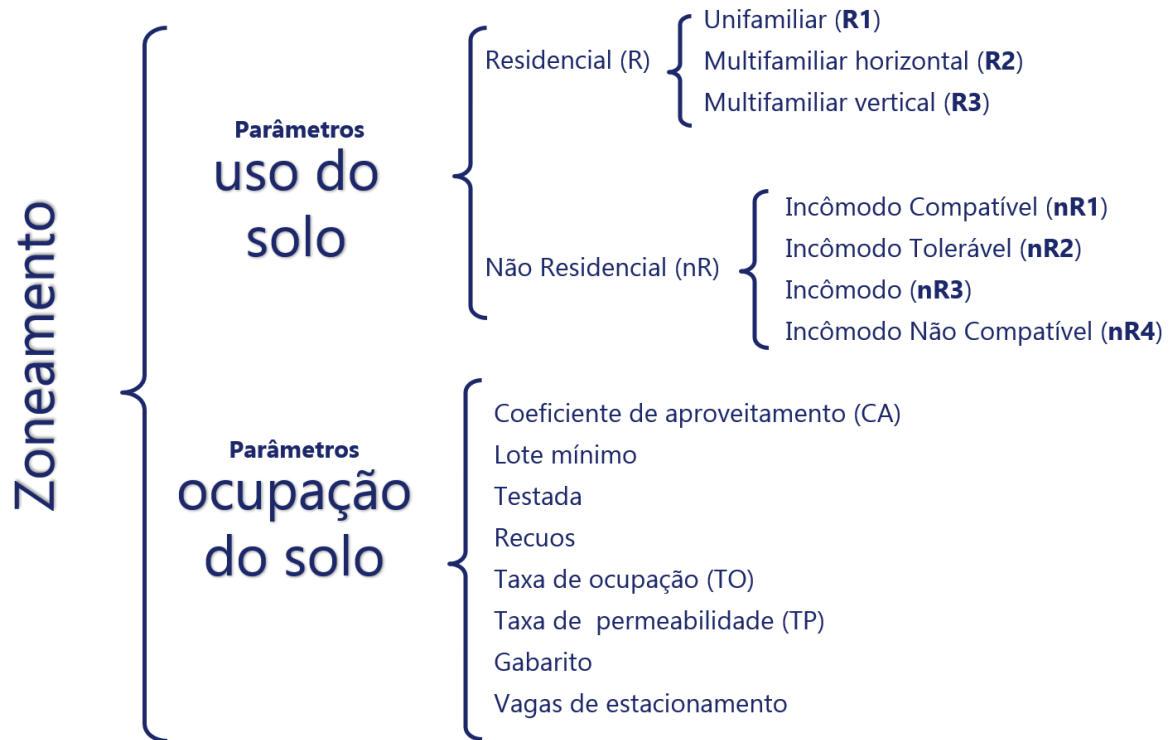 Zoneamento
Parâmetros
uso do
solo
Residencial (R)
Unifamiliar (R1)
Multifamiliar horizontal (R2)
Multifamiliar vertical (R3)
Não Residencial (nR)
Incômodo Compatível (nR1)
Incômodo Tolerável (nR2)
Incômodo (nR3)
Incômodo Não Compatível (nR4)
Parâmetros
ocupação
do solo
Coeficiente de aproveitamento (CA)
Lote mínimo
Testada
Recuos
Taxa de ocupação (TO)
Taxa de  permeabilidade (TP)
Gabarito
Vagas de estacionamento